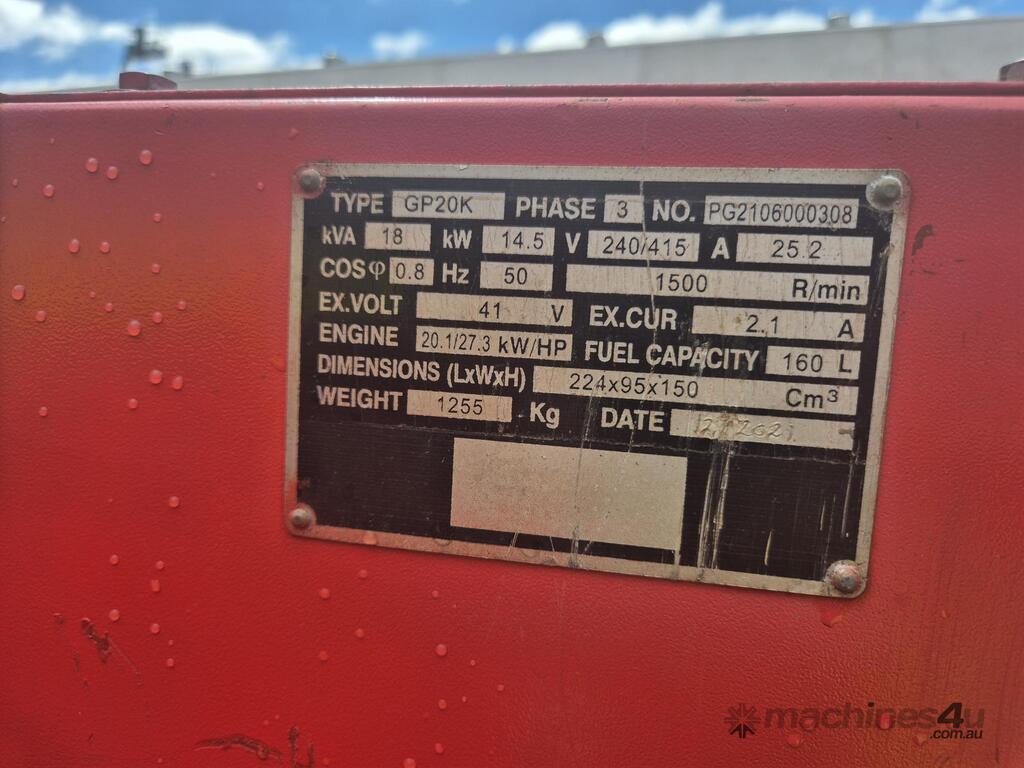 TYPE GP20K PHASE 3 NO. PG2106000308
kVA 18 kW 14.5 V 240/415 A 25.2
COSφ 0.8 Hz 50 1500 R/min
EX.VOLT 41 V EX.CUR 2.1 A
ENGINE 20.1/27.3 kW/HP FUEL CAPACITY 160 L
DIMENSIONS (LxWxH) 224x95x150 Cm³
WEIGHT 1255 Kg DATE
machines4u
.com.au